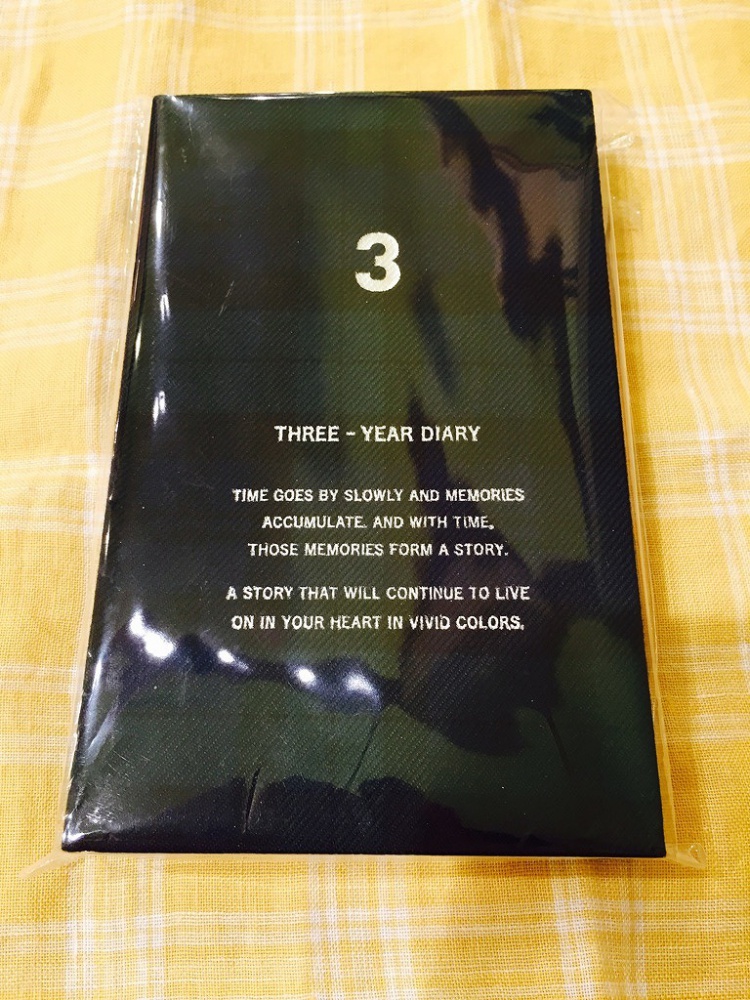 3
THREE - YEAR DIARY
TIME GOES BY SLOWLY AND MEMORIES
ACCUMULATE. AND WITH TIME,
THOSE MEMORIES FORM A STORY.
A STORY THAT WILL CONTINUE TO LIVE
ON IN YOUR HEART IN VIVID COLORS.